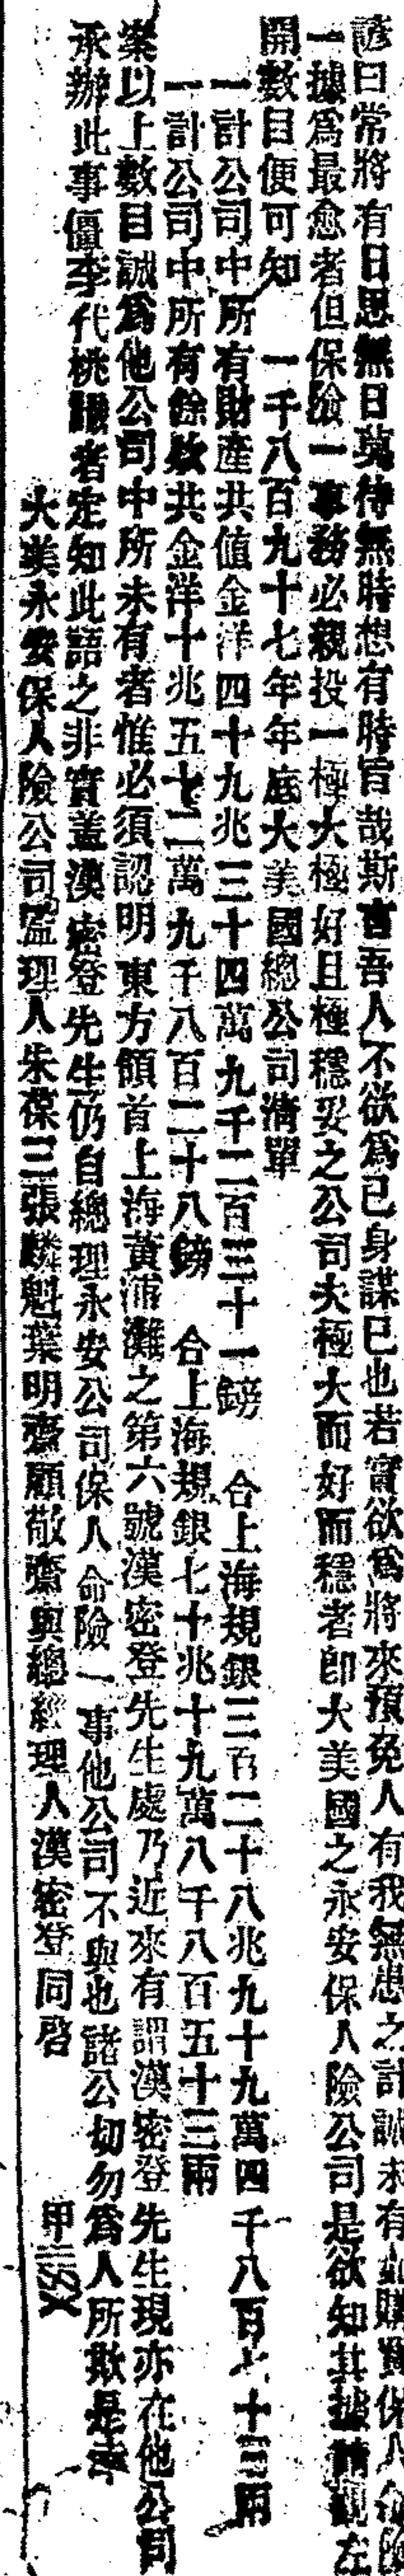 諺曰常將有日思無日莫待無時想有時旨哉斯言吾人不欲爲己身謀已也若實欲爲將來預免人有我無患之計誠未有如購買保人命險
一據爲最愈者但保險一事務必親投一極大極好且極穩妥之公司夫極大而好而穩者卽大美國之永安保人險公司是欲知其據請觀左
開數目便可知　一千八百九十七年年底大美國總公司清單
一計公司中所有財產共值金洋四十九兆三十四萬九千二百三十一鎊　合上海規銀三百二十八兆九十九萬四千八百七十三兩
一計公司中所有餘款共金洋十兆五十二萬九千八百二十八鎊　合上海規銀七十兆十九萬八千八百五十三兩
業以上數目誠爲他公司中所未有者惟必須認明東方領首上海黃浦灘之第六號漢密登先生處乃近來有謂漢密登先生現亦在他公司
承辦此事僵李代桃讓者定知此語之非實蓋漢密登先生仍自總理永安公司保人命險一事他公司不與也諸公切勿爲人所欺是幸
大美永安保人險公司監理人朱葆三張麟魁葉明齋顧敬齋與總經理人漢密登同啓　甲